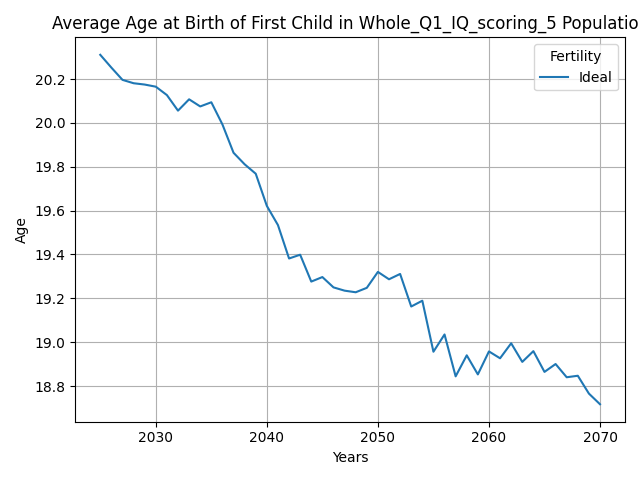 Average Age at Birth of First Child in Whole_Q1_IQ_scoring_5 Populatio
Fertility
Ideal
20.2
20.0
19.8
19.6
19.4
19.2
19.0
18.8
Age
2030 2040 2050 2060 2070
Years